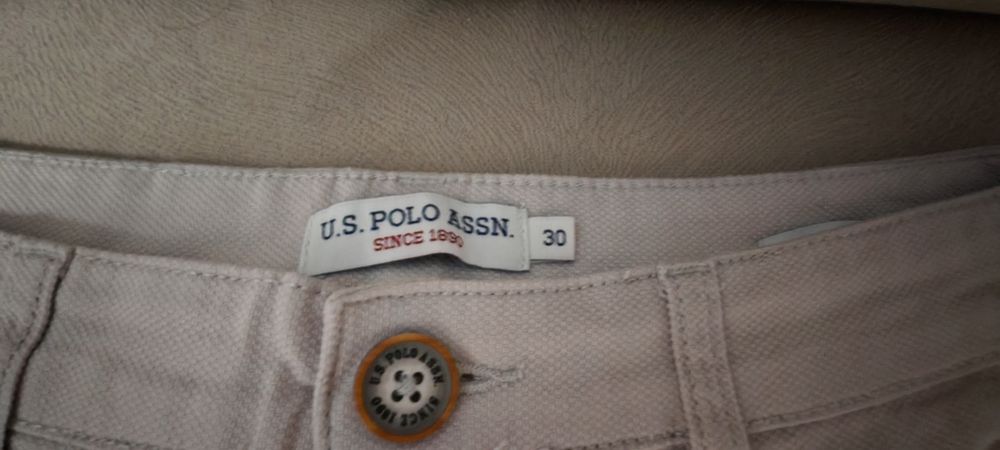 U.S. POLO ASSN.
SINCE 1890
30
U.S. POLO ASSN. SINCE 1890